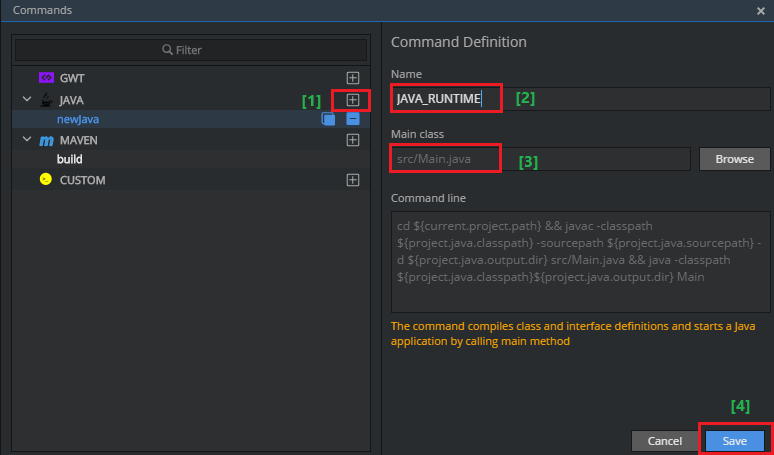 Commands
Filter
GWT
JAVA
[1]
newJava
m MAVEN
build
CUSTOM
Command Definition
Name
JAVA_RUNTIME
[2]
Main class
src/Main.java
[3]
Browse
Command line
cd ${current.project.path} && javac -classpath
${project.java.classpath} -sourcepath ${project.java.sourcepath} -
d ${project.java.output.dir} src/Main.java && java -classpath
${project.java.classpath}${project.java.output.dir} Main
The command compiles class and interface definitions and starts a Java
application by calling main method
[4]
Cancel
Save